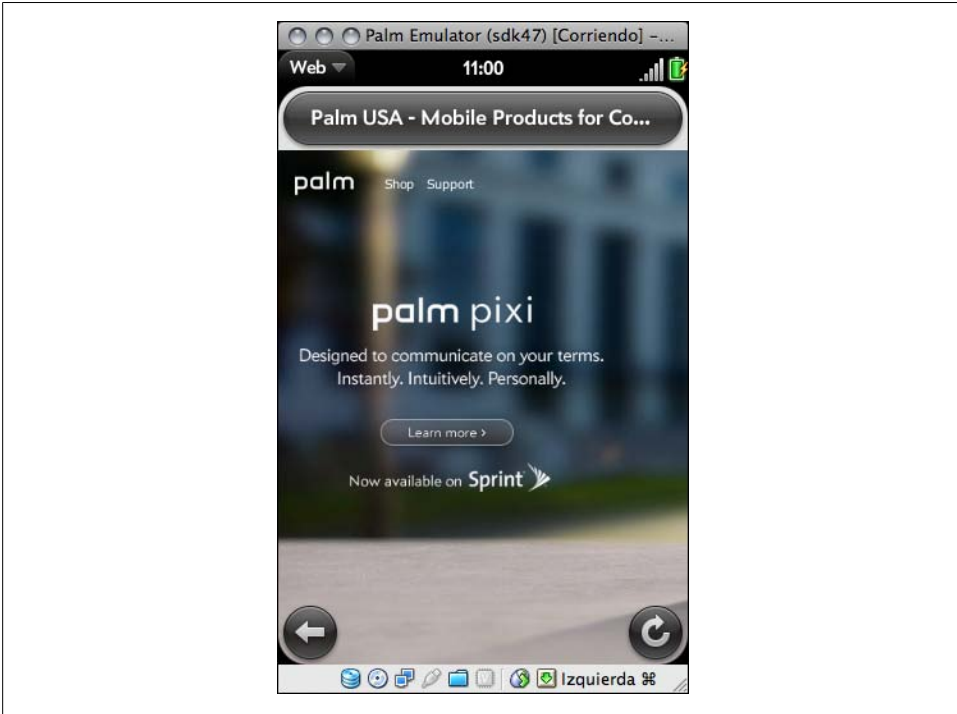 Palm Emulator (sdk47) [Corriendo] –...
Web 11:00
Palm USA - Mobile Products for Co...
palm Shop Support
palm pixi
Designed to communicate on your terms.
Instantly. Intuitively. Personally.
Learn more ›
Now available on Sprint
Izquierda ⌘